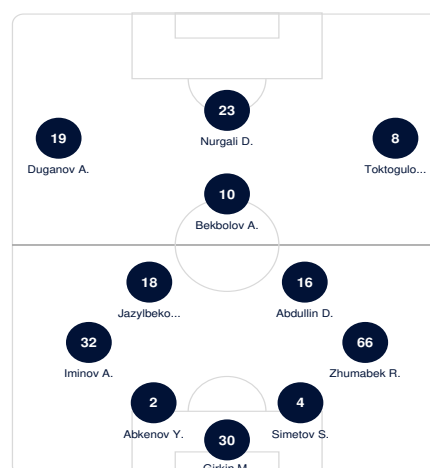 23
Nurgali D.
19
Duganov A.
8
Toktogulo...
10
Bekbolov A.
18
Jazylbeko...
16
Abdullin D.
32
Iminov A.
66
Zhumabek R.
2
Abkenov Y.
4
Simetov S.
30
Girkin M.